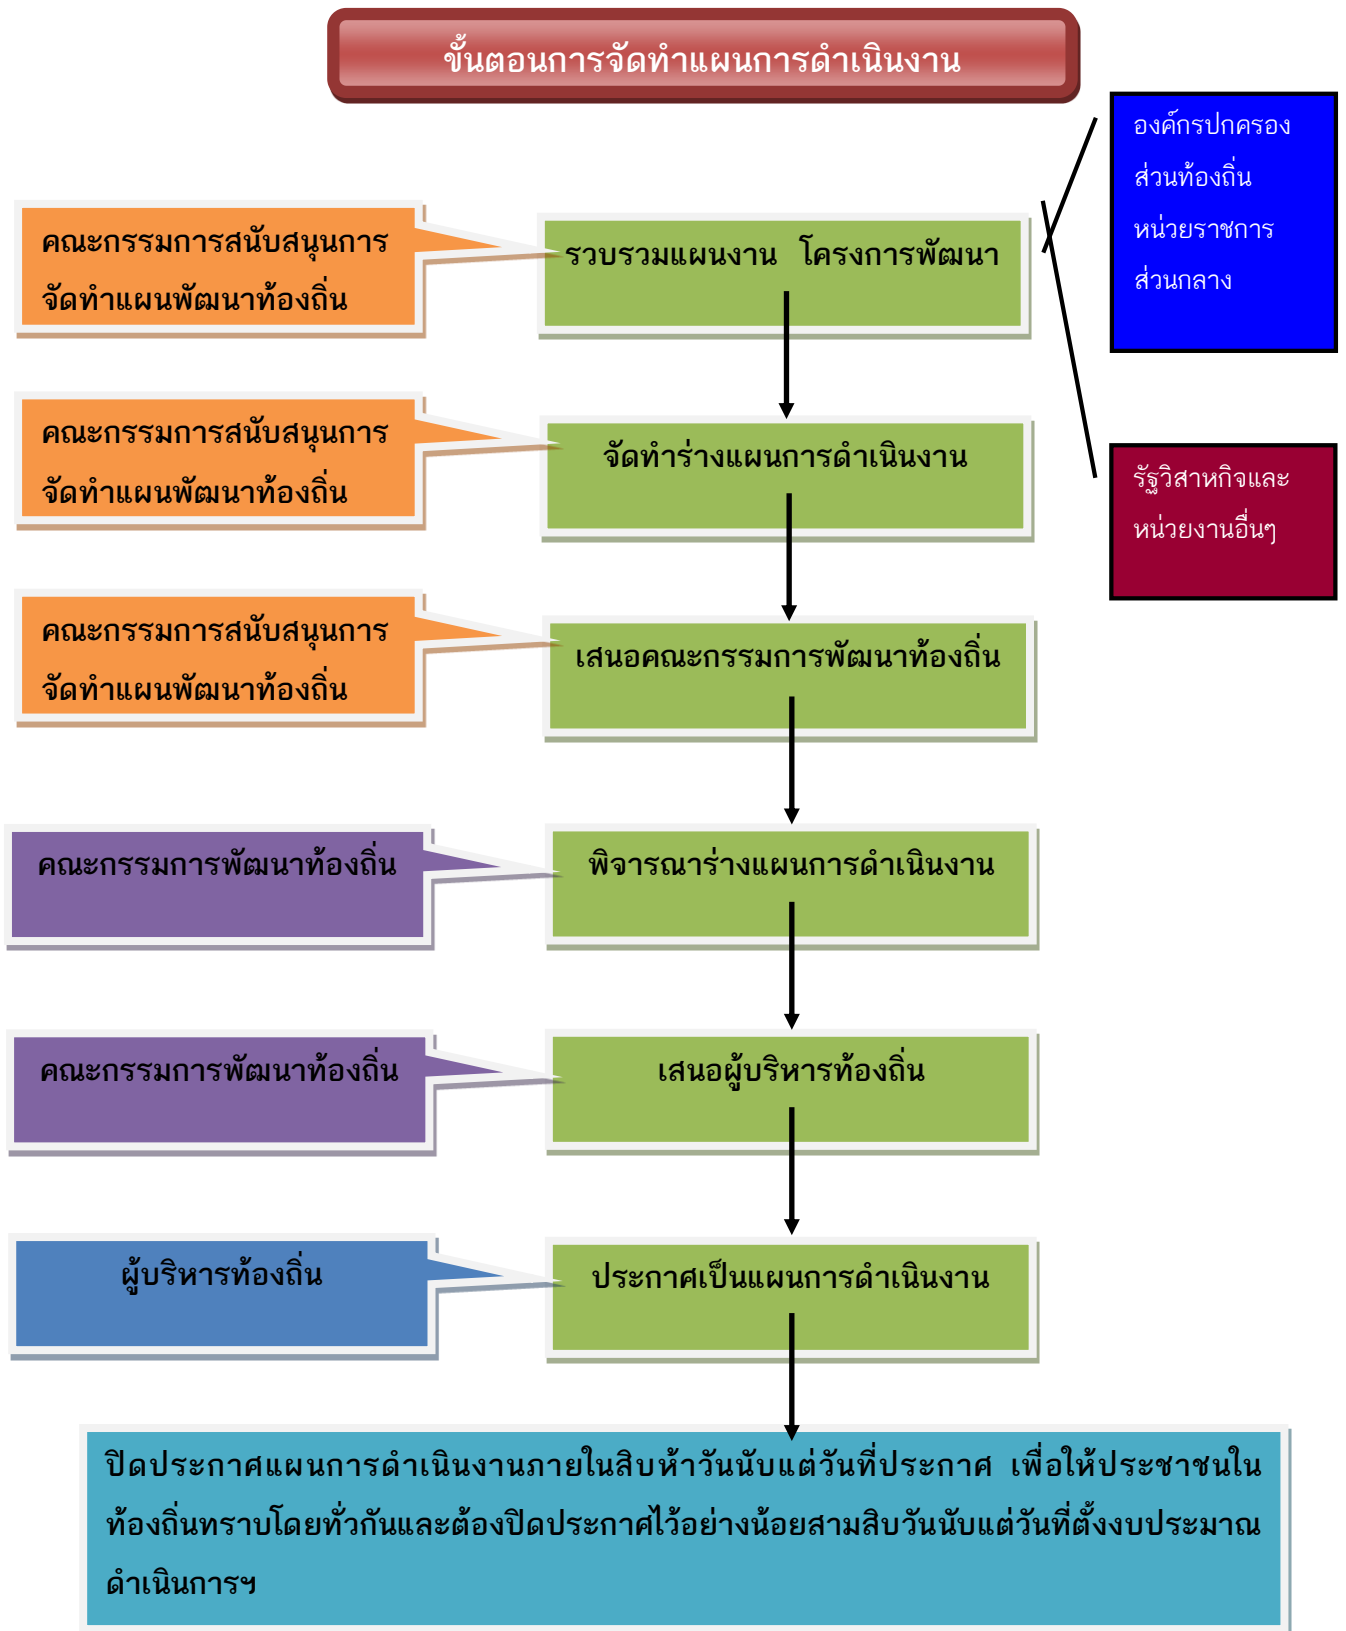 ขั้นตอนการจัดทำแผนการดำเนินงาน
องค์กรปกครอง
ส่วนท้องถิ่น
หน่วยราชการ
ส่วนกลาง
คณะกรรมการสนับสนุนการ
จัดทำแผนพัฒนาท้องถิ่น
รวบรวมแผนงาน โครงการพัฒนา
คณะกรรมการสนับสนุนการ
จัดทำแผนพัฒนาท้องถิ่น
จัดทำร่างแผนการดำเนินงาน
รัฐวิสาหกิจและ
หน่วยงานอื่นๆ
คณะกรรมการสนับสนุนการ
จัดทำแผนพัฒนาท้องถิ่น
เสนอคณะกรรมการพัฒนาท้องถิ่น
คณะกรรมการพัฒนาท้องถิ่น
พิจารณาร่างแผนการดำเนินงาน
คณะกรรมการพัฒนาท้องถิ่น
เสนอผู้บริหารท้องถิ่น
ผู้บริหารท้องถิ่น
ประกาศเป็นแผนการดำเนินงาน
ปิดประกาศแผนการดำเนินงานภายในสิบห้าวันนับแต่วันที่ประกาศ เพื่อให้ประชาชนใน
ท้องถิ่นทราบโดยทั่วกันและต้องปิดประกาศไว้อย่างน้อยสามสิบวันนับแต่วันที่ตั้งงบประมาณ
ดำเนินการฯ